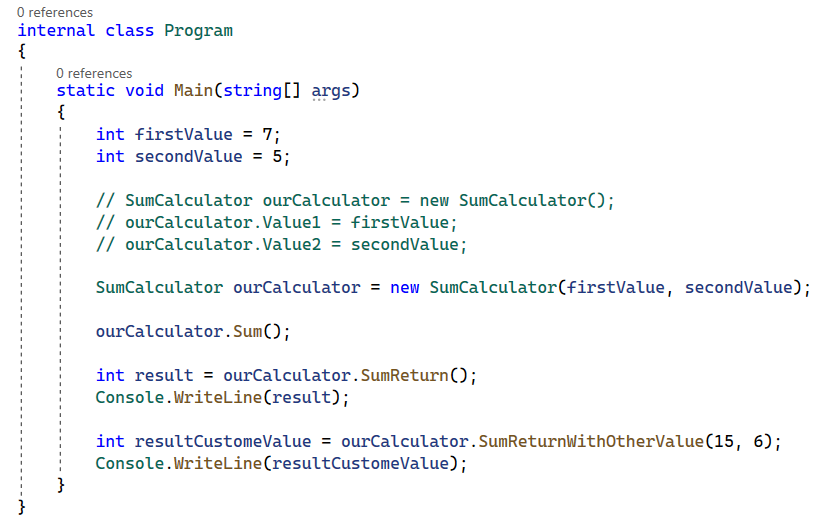 0 references
internal class Program
{
0 references
static void Main(string[] args)
{
int firstValue = 7;
int secondValue = 5;
// SumCalculator ourCalculator = new SumCalculator();
// ourCalculator.Value1 = firstValue;
// ourCalculator.Value2 = secondValue;
SumCalculator ourCalculator = new SumCalculator(firstValue, secondValue);
ourCalculator.Sum();
int result = ourCalculator.SumReturn();
Console.WriteLine(result);
int resultCustomeValue = ourCalculator.SumReturnWithOtherValue(15, 6);
Console.WriteLine(resultCustomeValue);
}
}